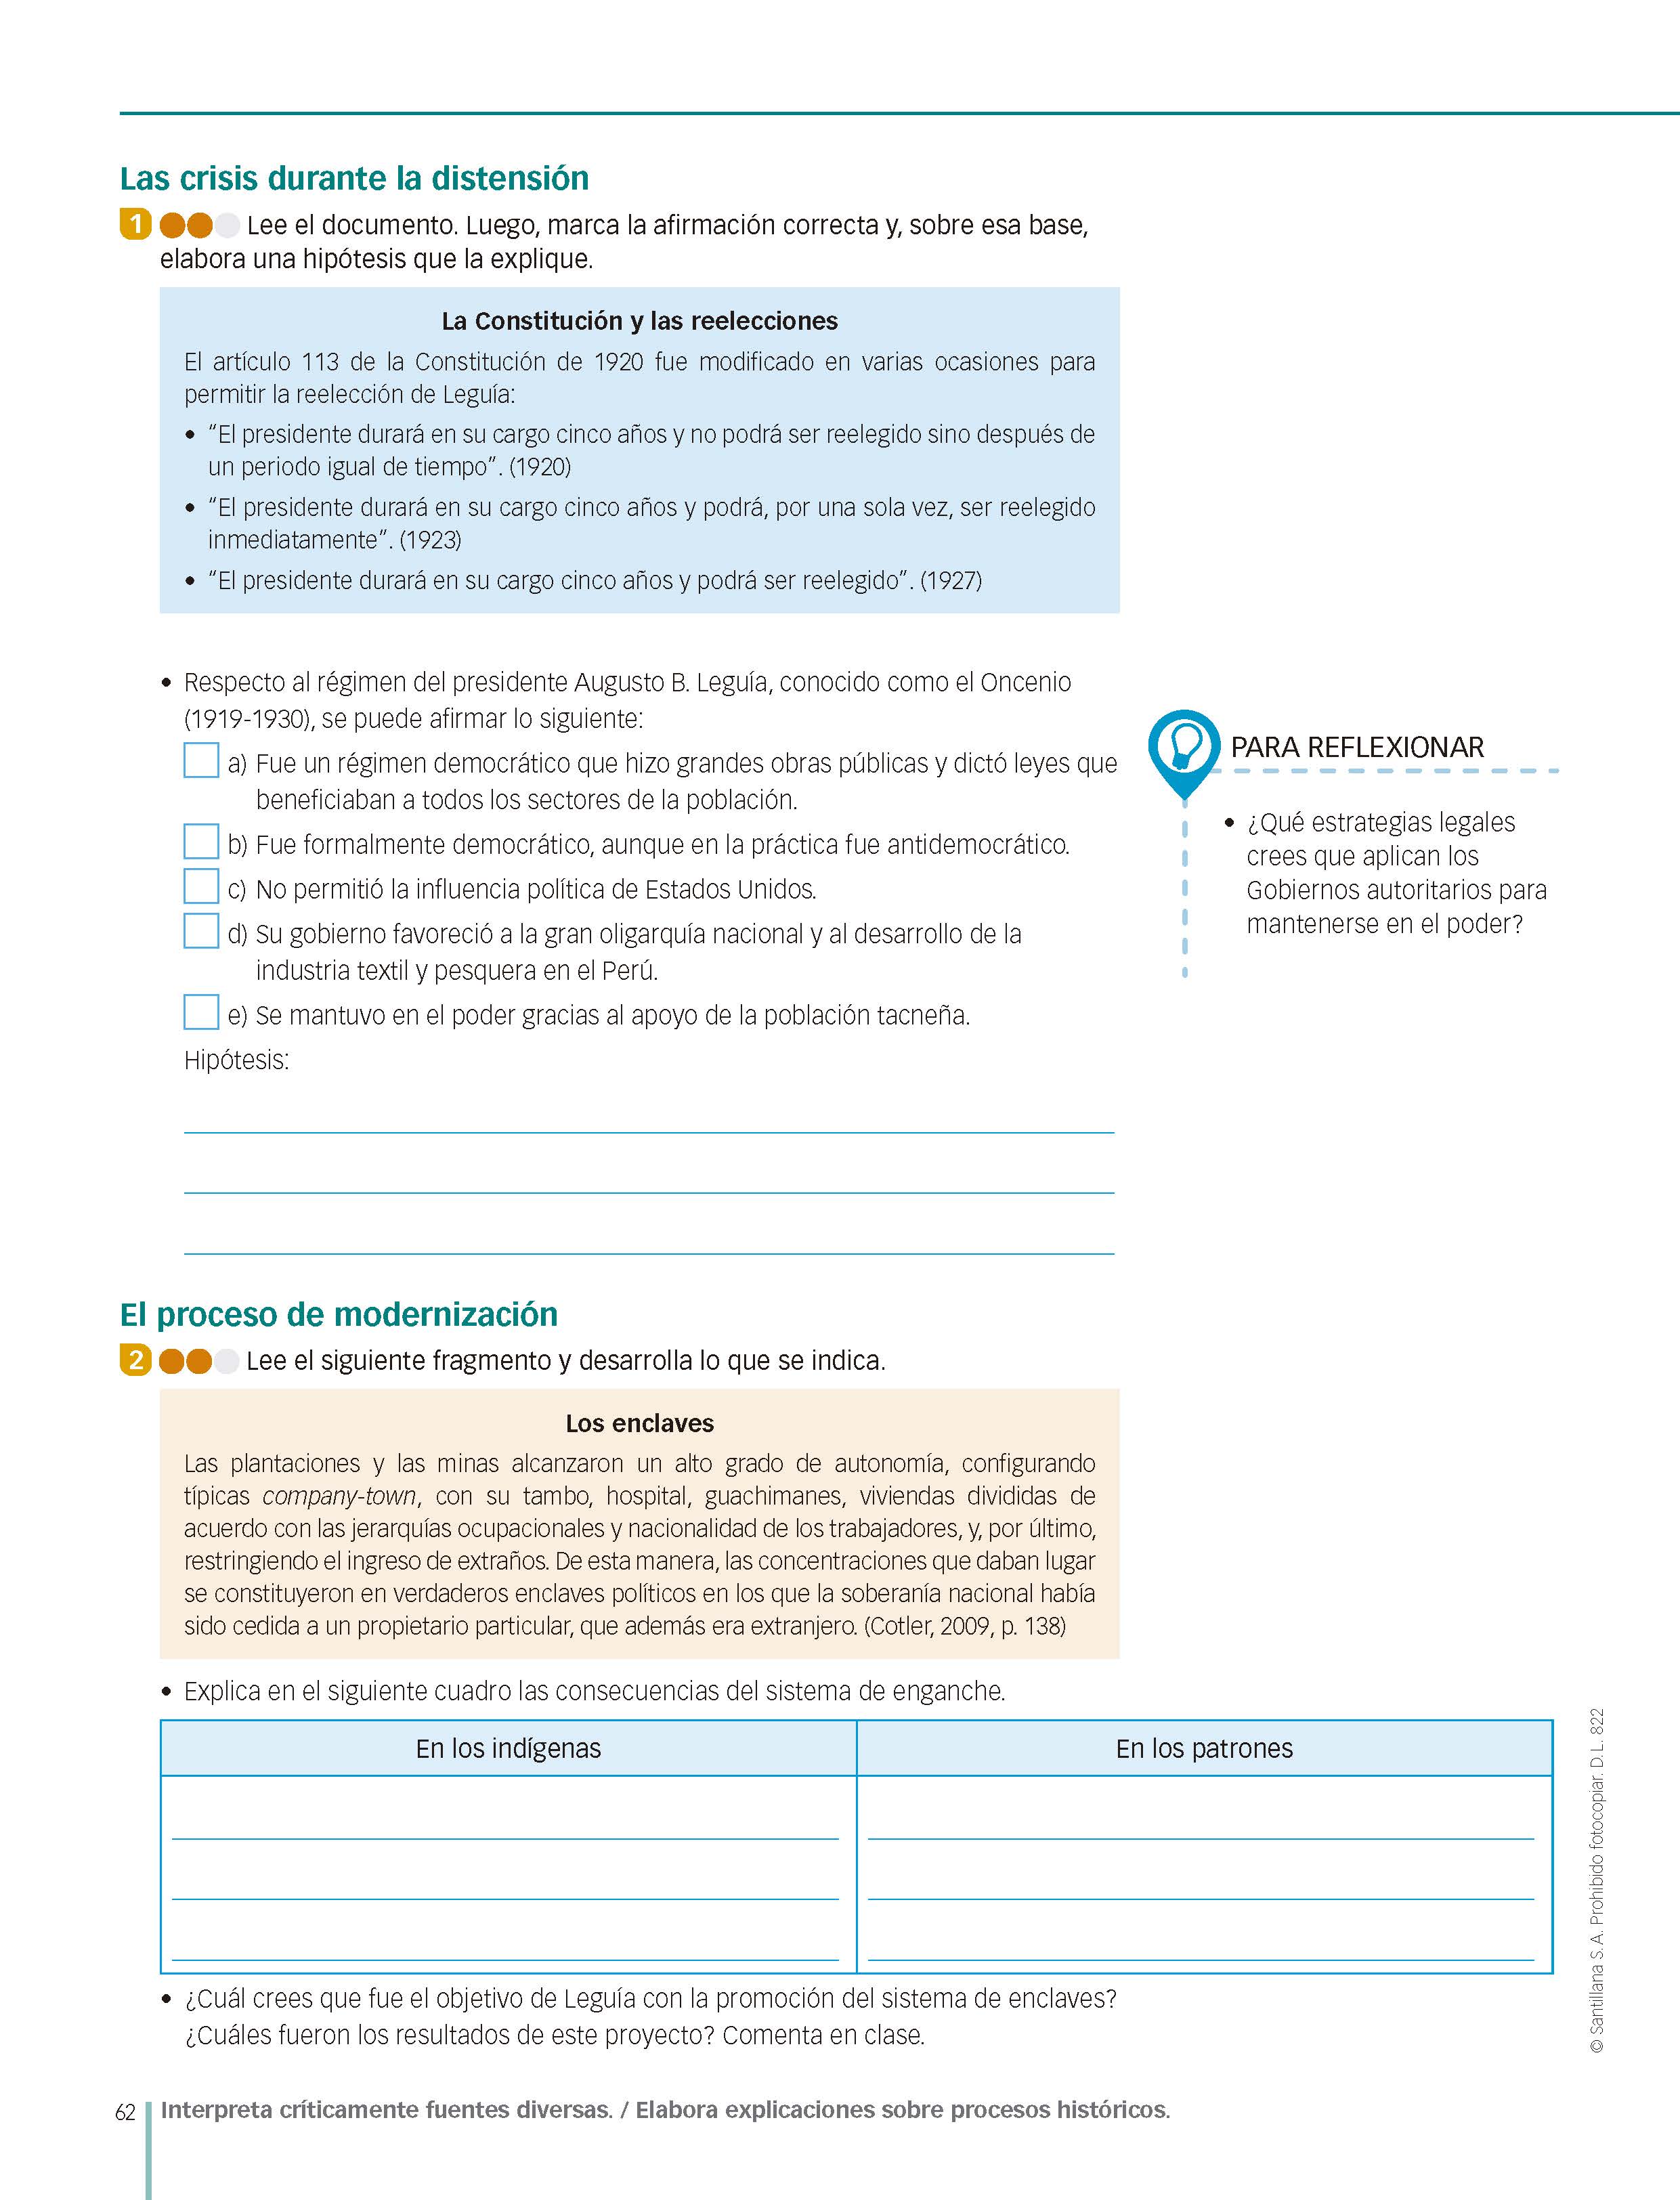 Las crisis durante la distensión
1 Lee el documento. Luego, marca la afirmación correcta y, sobre esa base,
elabora una hipótesis que la explique.
La Constitución y las reelecciones
El artículo 113 de la Constitución de 1920 fue modificado en varias ocasiones para
permitir la reelección de Leguía:
• “El presidente durará en su cargo cinco años y no podrá ser reelegido sino después de
un periodo igual de tiempo”. (1920)
• “El presidente durará en su cargo cinco años y podrá, por una sola vez, ser reelegido
inmediatamente”. (1923)
• “El presidente durará en su cargo cinco años y podrá ser reelegido”. (1927)
• Respecto al régimen del presidente Augusto B. Leguía, conocido como el Oncenio
(1919-1930), se puede afirmar lo siguiente:
a) Fue un régimen democrático que hizo grandes obras públicas y dictó leyes que
beneficiaban a todos los sectores de la población.
b) Fue formalmente democrático, aunque en la práctica fue antidemocrático.
c) No permitió la influencia política de Estados Unidos.
d) Su gobierno favoreció a la gran oligarquía nacional y al desarrollo de la
industria textil y pesquera en el Perú.
e) Se mantuvo en el poder gracias al apoyo de la población tacneña.
Hipótesis:
PARA REFLEXIONAR
• ¿Qué estrategias legales
crees que aplican los
Gobiernos autoritarios para
mantenerse en el poder?
El proceso de modernización
2 Lee el siguiente fragmento y desarrolla lo que se indica.
Los enclaves
Las plantaciones y las minas alcanzaron un alto grado de autonomía, configurando
típicas company-town, con su tambo, hospital, guachimanes, viviendas divididas de
acuerdo con las jerarquías ocupacionales y nacionalidad de los trabajadores, y, por último,
restringiendo el ingreso de extraños. De esta manera, las concentraciones que daban lugar
se constituyeron en verdaderos enclaves políticos en los que la soberanía nacional había
sido cedida a un propietario particular, que además era extranjero. (Cotler, 2009, p. 138)
• Explica en el siguiente cuadro las consecuencias del sistema de enganche.
En los indígenas
En los patrones
• ¿Cuál crees que fue el objetivo de Leguía con la promoción del sistema de enclaves?
¿Cuáles fueron los resultados de este proyecto? Comenta en clase.
© Santillana S. A. Prohibido fotocopiar. D. L. 822
62 Interpreta críticamente fuentes diversas. / Elabora explicaciones sobre procesos históricos.